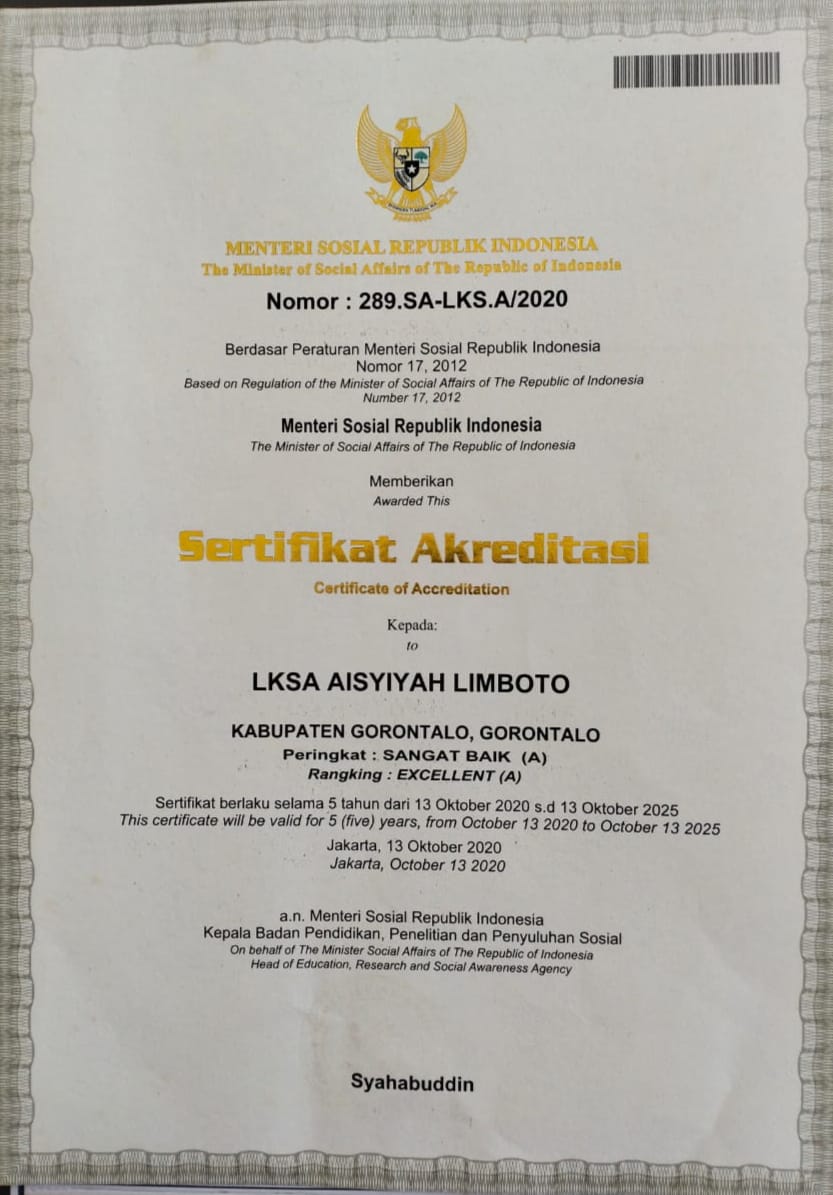 MENTERI SOSIAL REPUBLIK INDONESIA
The Minister of Social Affairs of The Republic of Indonesia
Nomor : 289.SA-LKS.A/2020
Berdasar Peraturan Menteri Sosial Republik Indonesia
Nomor 17, 2012
Based on Regulation of the Minister of Social Affairs of The Republic of Indonesia
Number 17, 2012
Menteri Sosial Republik Indonesia
The Minister of Social Affairs of The Republic of Indonesia
Memberikan
Awarded This
Sertifikat Akreditasi
Certificate of Accreditation
Kepada:
to
LKSA AISYIYAH LIMBOTO
KABUPATEN GORONTALO, GORONTALO
Peringkat : SANGAT BAIK (A)
Rangking : EXCELLENT (A)
Sertifikat berlaku selama 5 tahun dari 13 Oktober 2020 s.d 13 Oktober 2025
This certificate will be valid for 5 (five) years, from October 13 2020 to October 13 2025
Jakarta, 13 Oktober 2020
Jakarta, October 13 2020
a.n. Menteri Sosial Republik Indonesia
Kepala Badan Pendidikan, Penelitian dan Penyuluhan Sosial
On behalf of The Minister Social Affairs of The Republic of Indonesia
Head of Education, Research and Social Awareness Agency
Syahabuddin